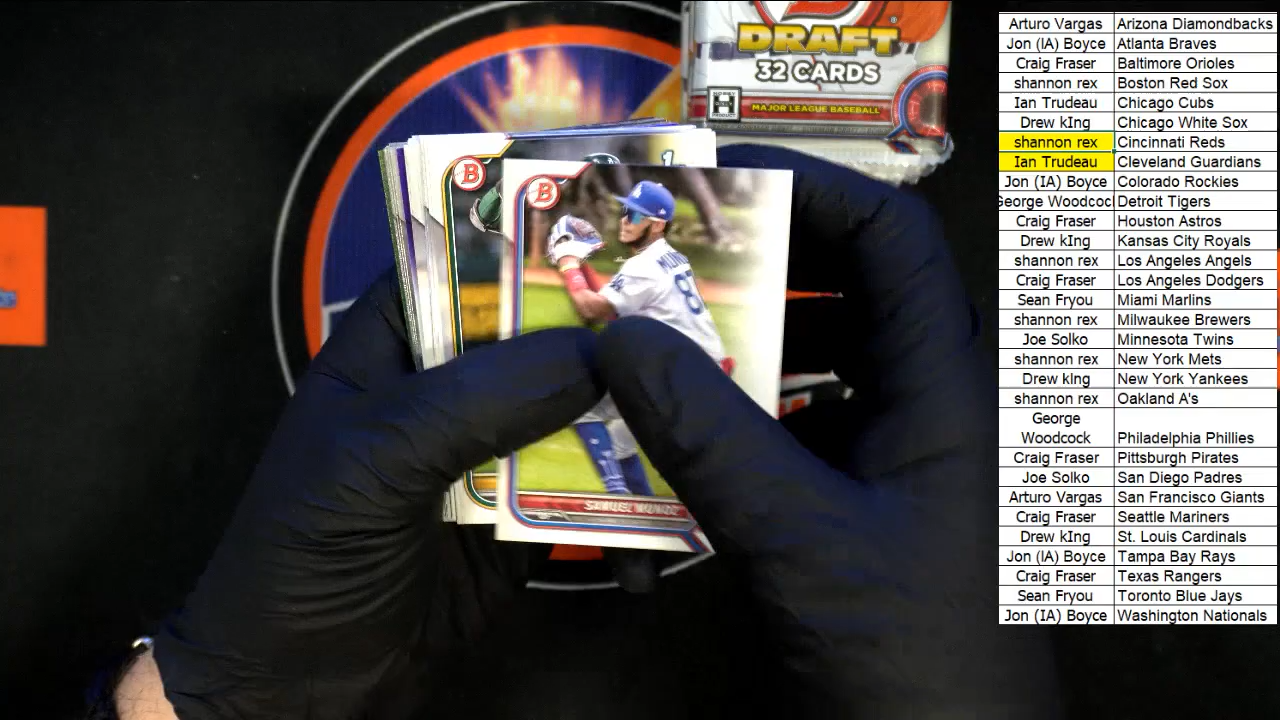 DRAFT
32 CARDS
HOBBY
PRODUCT
MAJOR LEAGUE BASEBALL
B
B
1
87
SAMUEL MUNOZ
Arturo Vargas Arizona Diamondbacks
Jon (IA) Boyce Atlanta Braves
Craig Fraser Baltimore Orioles
shannon rex Boston Red Sox
Ian Trudeau Chicago Cubs
Drew kIng Chicago White Sox
shannon rex Cincinnati Reds
Ian Trudeau Cleveland Guardians
Jon (IA) Boyce Colorado Rockies
George Woodcock Detroit Tigers
Craig Fraser Houston Astros
Drew kIng Kansas City Royals
shannon rex Los Angeles Angels
Craig Fraser Los Angeles Dodgers
Sean Fryou Miami Marlins
shannon rex Milwaukee Brewers
Joe Solko Minnesota Twins
shannon rex New York Mets
Drew kIng New York Yankees
shannon rex Oakland A's
George
Woodcock Philadelphia Phillies
Craig Fraser Pittsburgh Pirates
Joe Solko San Diego Padres
Arturo Vargas San Francisco Giants
Craig Fraser Seattle Mariners
Drew kIng St. Louis Cardinals
Jon (IA) Boyce Tampa Bay Rays
Craig Fraser Texas Rangers
Sean Fryou Toronto Blue Jays
Jon (IA) Boyce Washington Nationals